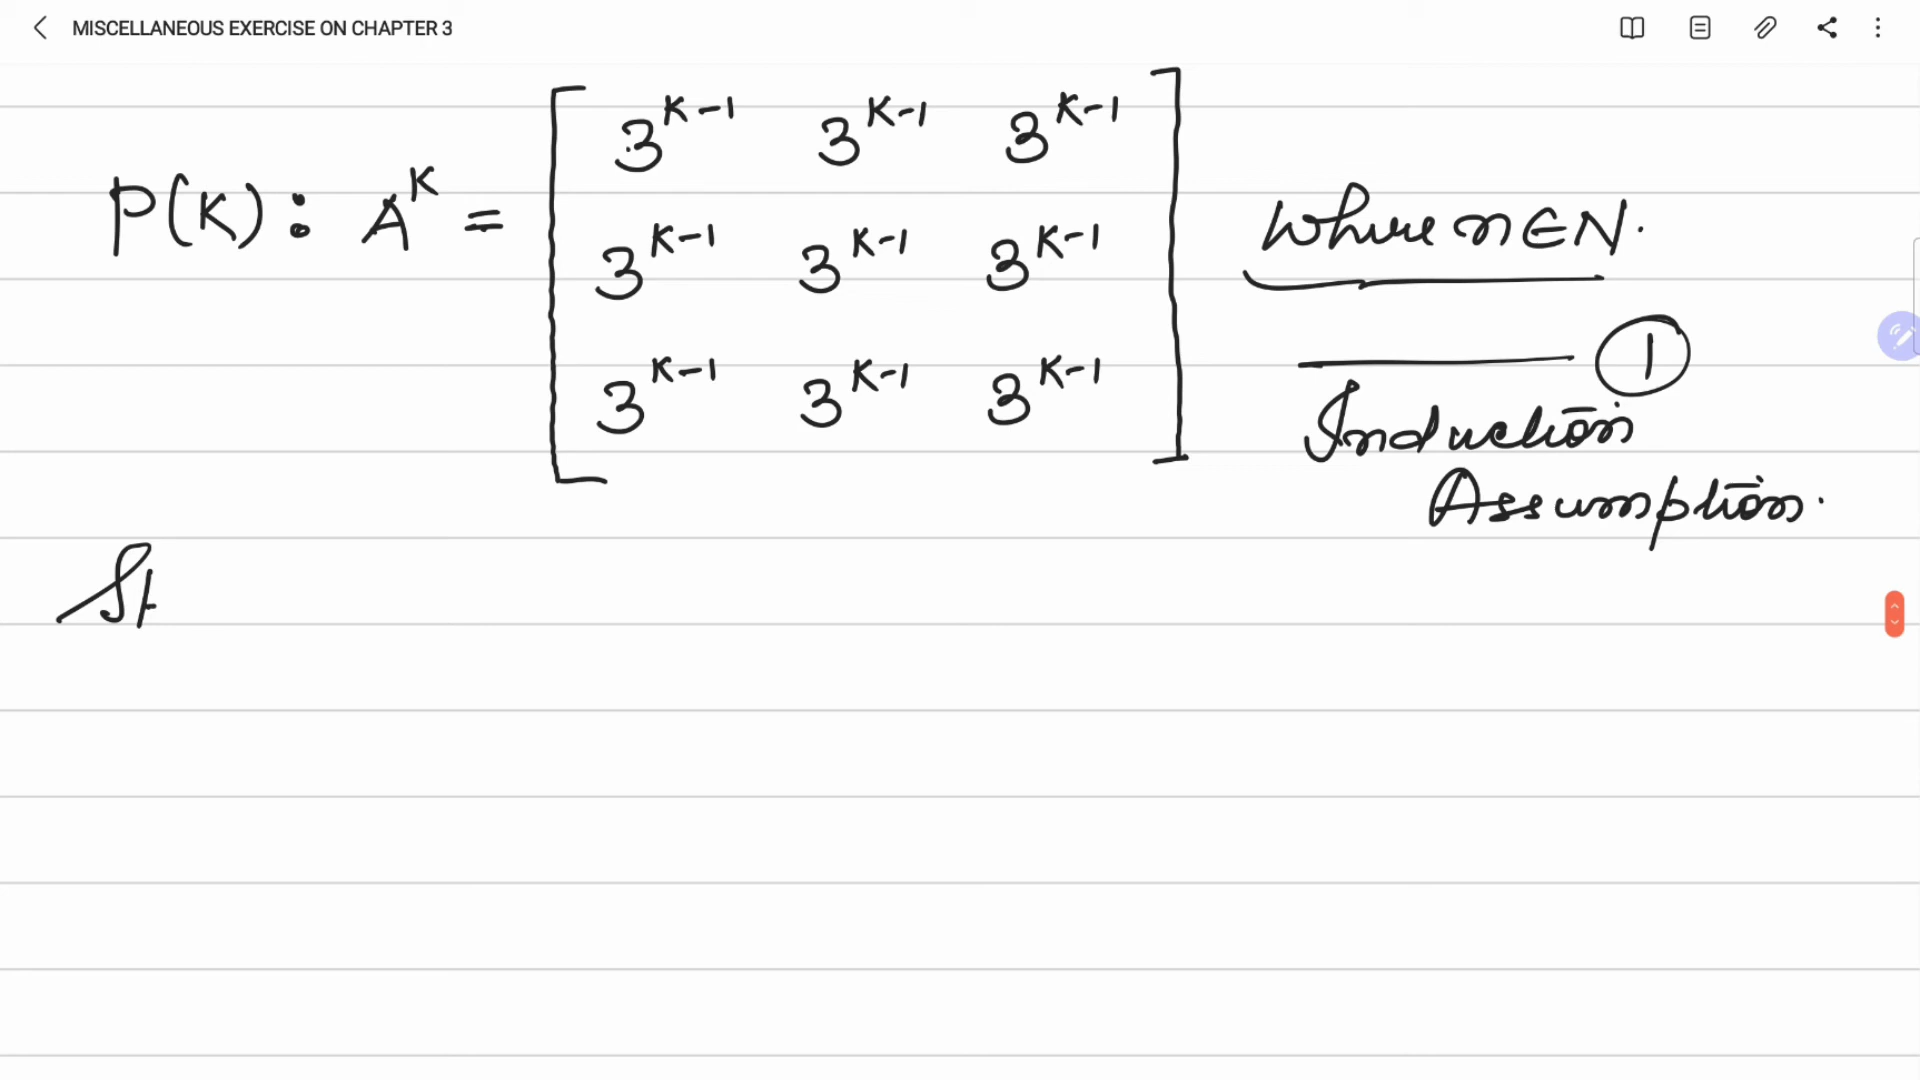 MISCELLANEOUS EXERCISE ON CHAPTER 3
3^{K-1} 3^{K-1} 3^{K-1}
P(K): A^K = 3^{K-1} 3^{K-1} 3^{K-1} where n∈N.
3^{K-1} 3^{K-1} 3^{K-1}
1
Induction
Assumption.
St